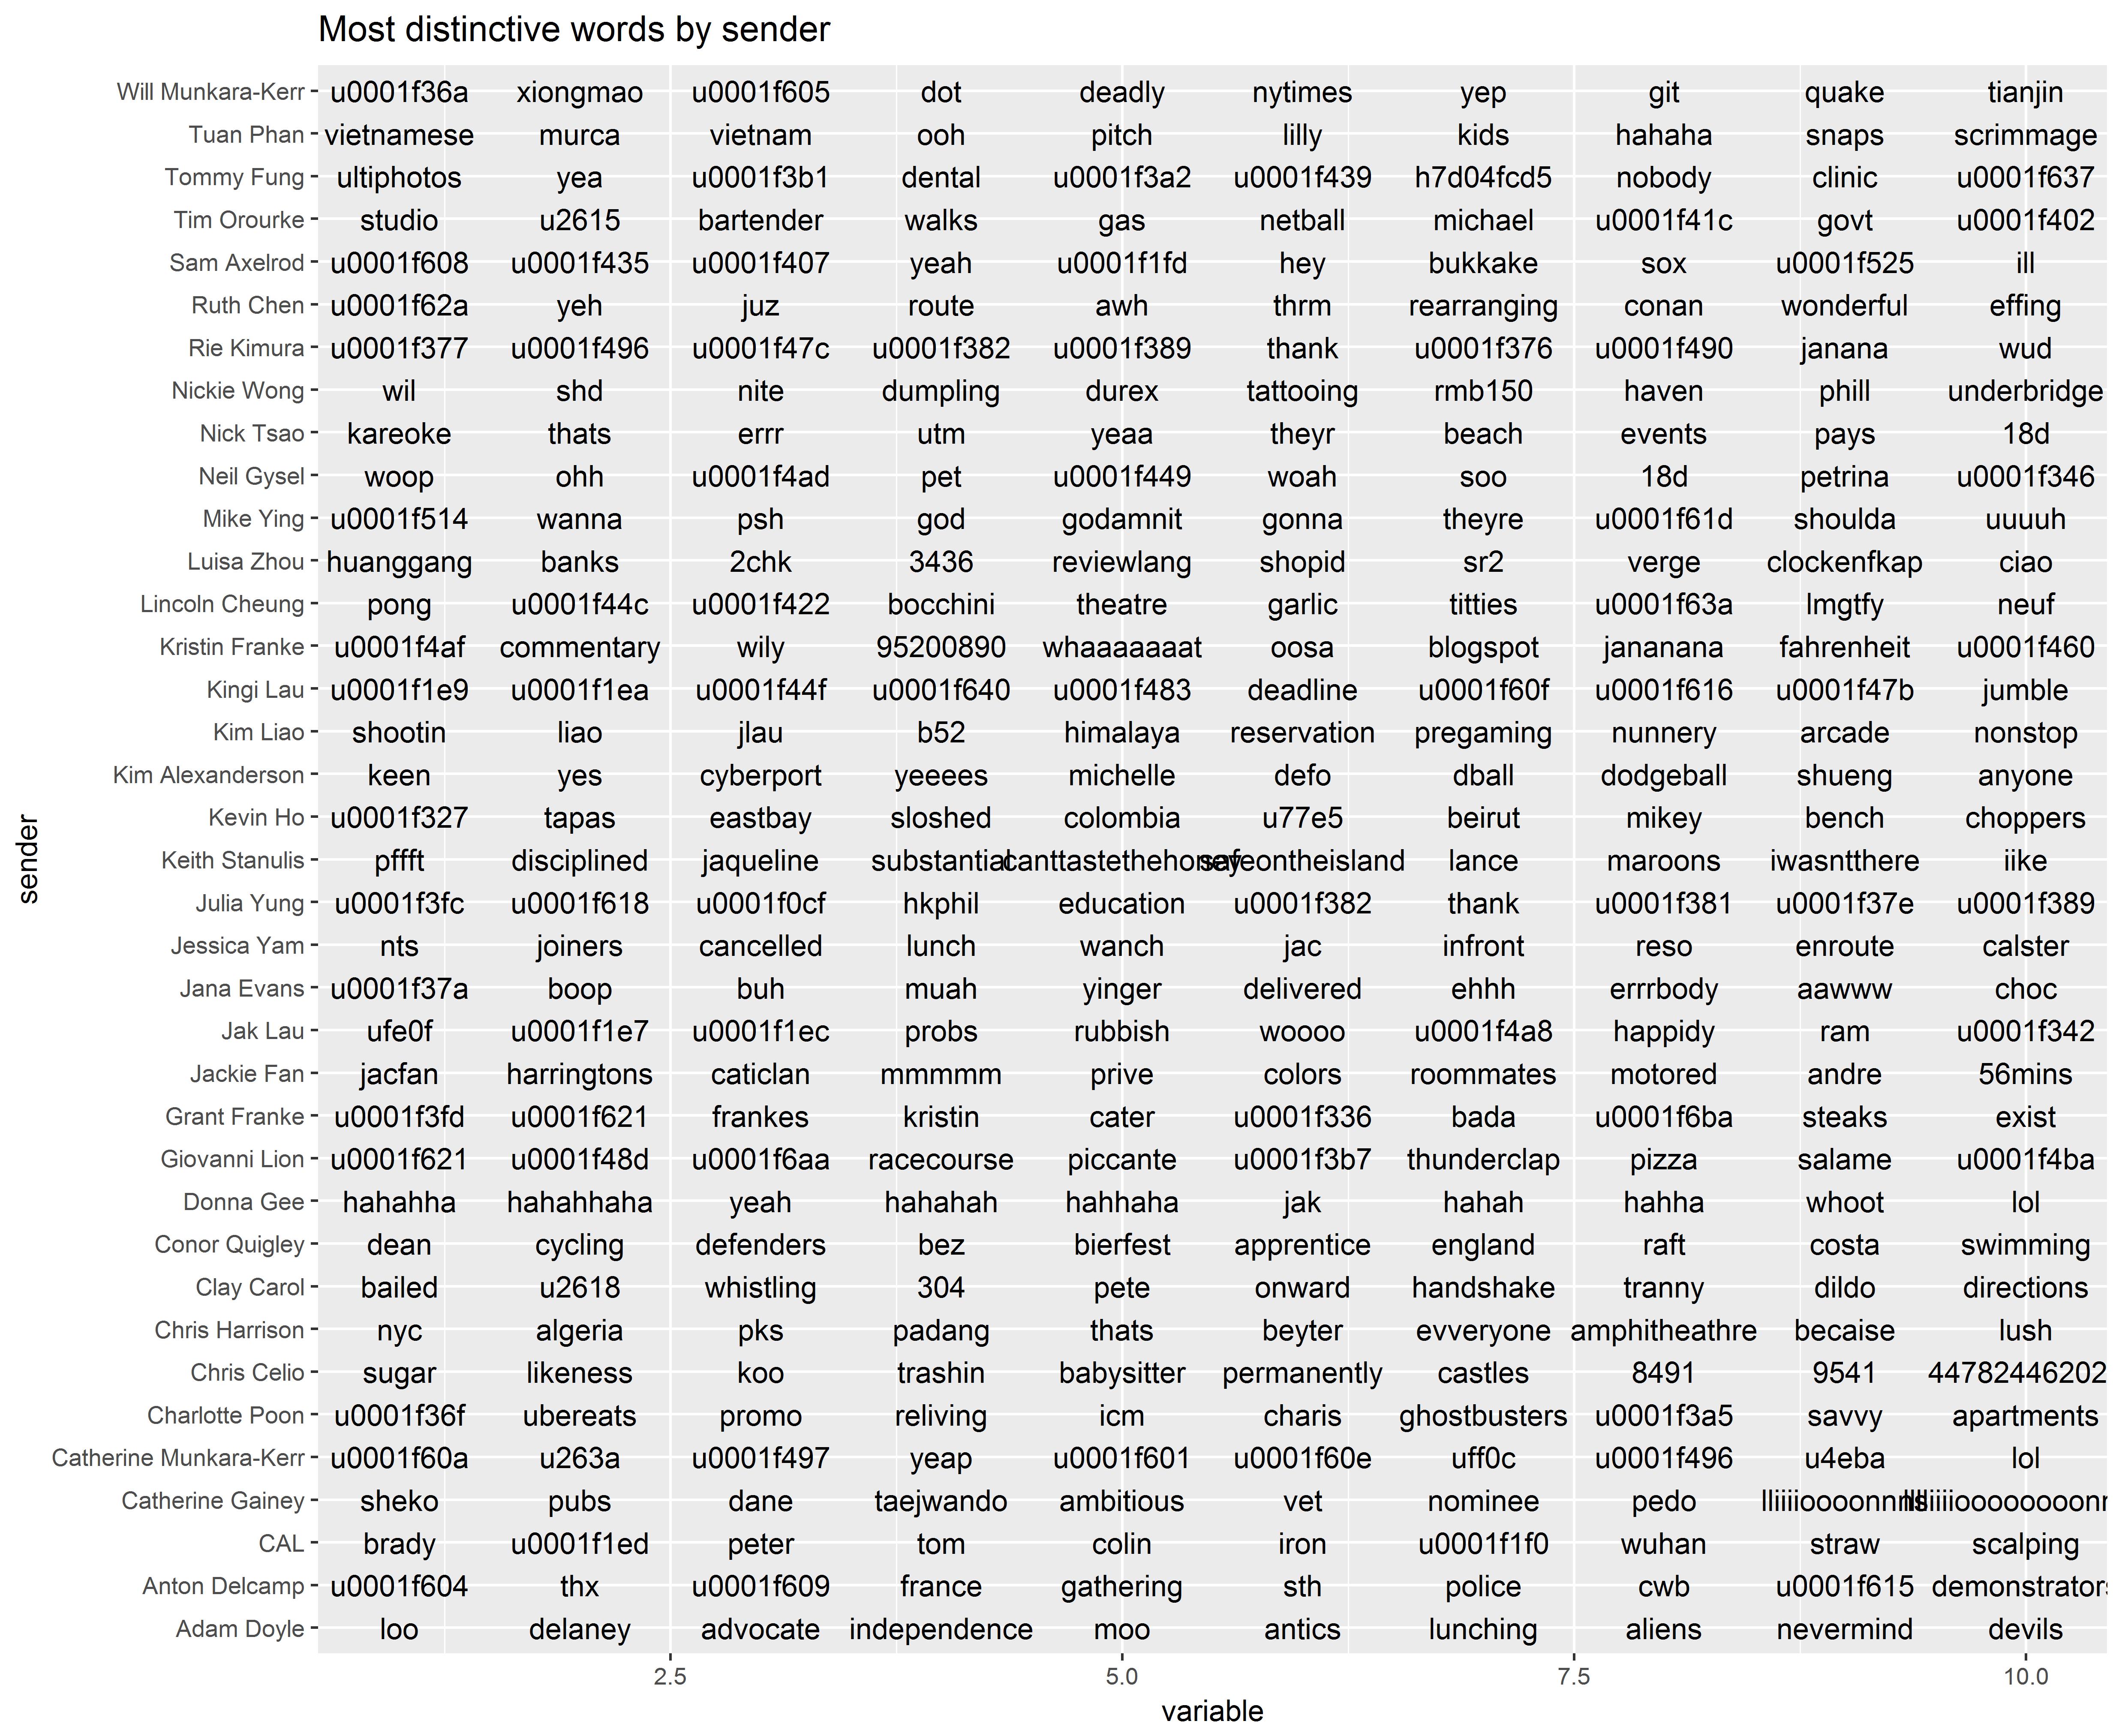 Most distinctive words by sender
Will Munkara-Kerr u0001f36a xiongmao u0001f605 dot deadly nytimes yep git quake tianjin
Tuan Phan vietnamese murca vietnam ooh pitch lilly kids hahaha snaps scrimmage
Tommy Fung ultiphotos yea u0001f3b1 dental u0001f3a2 u0001f439 h7d04fcd5 nobody clinic u0001f637
Tim Orourke studio u2615 bartender walks gas netball michael u0001f41c govt u0001f402
Sam Axelrod u0001f608 u0001f435 u0001f407 yeah u0001f1fd hey bukkake sox u0001f525 ill
Ruth Chen u0001f62a yeh juz route awh thrm rearranging conan wonderful effing
Rie Kimura u0001f377 u0001f496 u0001f47c u0001f382 u0001f389 thank u0001f376 u0001f490 janana wud
Nickie Wong wil shd nite dumpling durex tattooing rmb150 haven phill underbridge
Nick Tsao kareoke thats errr utm yeaa theyr beach events pays 18d
Neil Gysel woop ohh u0001f4ad pet u0001f449 woah soo 18d petrina u0001f346
Mike Ying u0001f514 wanna psh god godamnit gonna theyre u0001f61d shoulda uuuuh
Luisa Zhou huanggang banks 2chk 3436 reviewlang shopid sr2 verge clockenfkap ciao
Lincoln Cheung pong u0001f44c u0001f422 bocchini theatre garlic titties u0001f63a lmgtfy neuf
Kristin Franke u0001f4af commentary wily 95200890 whaaaaaaat oosa blogspot jananana fahrenheit u0001f460
Kingi Lau u0001f1e9 u0001f1ea u0001f44f u0001f640 u0001f483 deadline u0001f60f u0001f616 u0001f47b jumble
Kim Liao shootin liao jlau b52 himalaya reservation pregaming nunnery arcade nonstop
Kim Alexanderson keen yes cyberport yeeees michelle defo dball dodgeball shueng anyone
Kevin Ho u0001f327 tapas eastbay sloshed colombia u77e5 beirut mikey bench choppers
Keith Stanulis pffft disciplined jaqueline substantial canttastethehoney safeontheisland lance maroons iwasntthere iike
Julia Yung u0001f3fc u0001f618 u0001f0cf hkphil education u0001f382 thank u0001f381 u0001f37e u0001f389
Jessica Yam nts joiners cancelled lunch wanch jac infront reso enroute calster
Jana Evans u0001f37a boop buh muah yinger delivered ehhh errrbody aawww choc
Jak Lau ufe0f u0001f1e7 u0001f1ec probs rubbish woooo u0001f4a8 happidy ram u0001f342
Jackie Fan jacfan harringtons caticlan mmmmm prive colors roommates motored andre 56mins
Grant Franke u0001f3fd u0001f621 frankes kristin cater u0001f336 bada u0001f6ba steaks exist
Giovanni Lion u0001f621 u0001f48d u0001f6aa racecourse piccante u0001f3b7 thunderclap pizza salame u0001f4ba
Donna Gee hahahha hahahhaha yeah hahahah hahhaha jak hahah hahha whoot lol
Conor Quigley dean cycling defenders bez bierfest apprentice england raft costa swimming
Clay Carol bailed u2618 whistling 304 pete onward handshake tranny dildo directions
Chris Harrison nyc algeria pks padang thats beyter evveryone amphitheathre becaise lush
Chris Celio sugar likeness koo trashin babysitter permanently castles 8491 9541 44782446202
Charlotte Poon u0001f36f ubereats promo reliving icm charis ghostbusters u0001f3a5 savvy apartments
Catherine Munkara-Kerr u0001f60a u263a u0001f497 yeap u0001f601 u0001f60e uff0c u0001f496 u4eba lol
Catherine Gainey sheko pubs dane taejwando ambitious vet nominee pedo
CAL brady u0001f1ed peter tom colin iron u0001f1f0 wuhan straw scalping
Anton Delcamp u0001f604 thx u0001f609 france gathering sth police cwb u0001f615 demonstrators
Adam Doyle loo delaney advocate independence moo antics lunching aliens nevermind devils
2.5 5.0 7.5 10.0
variable
sender